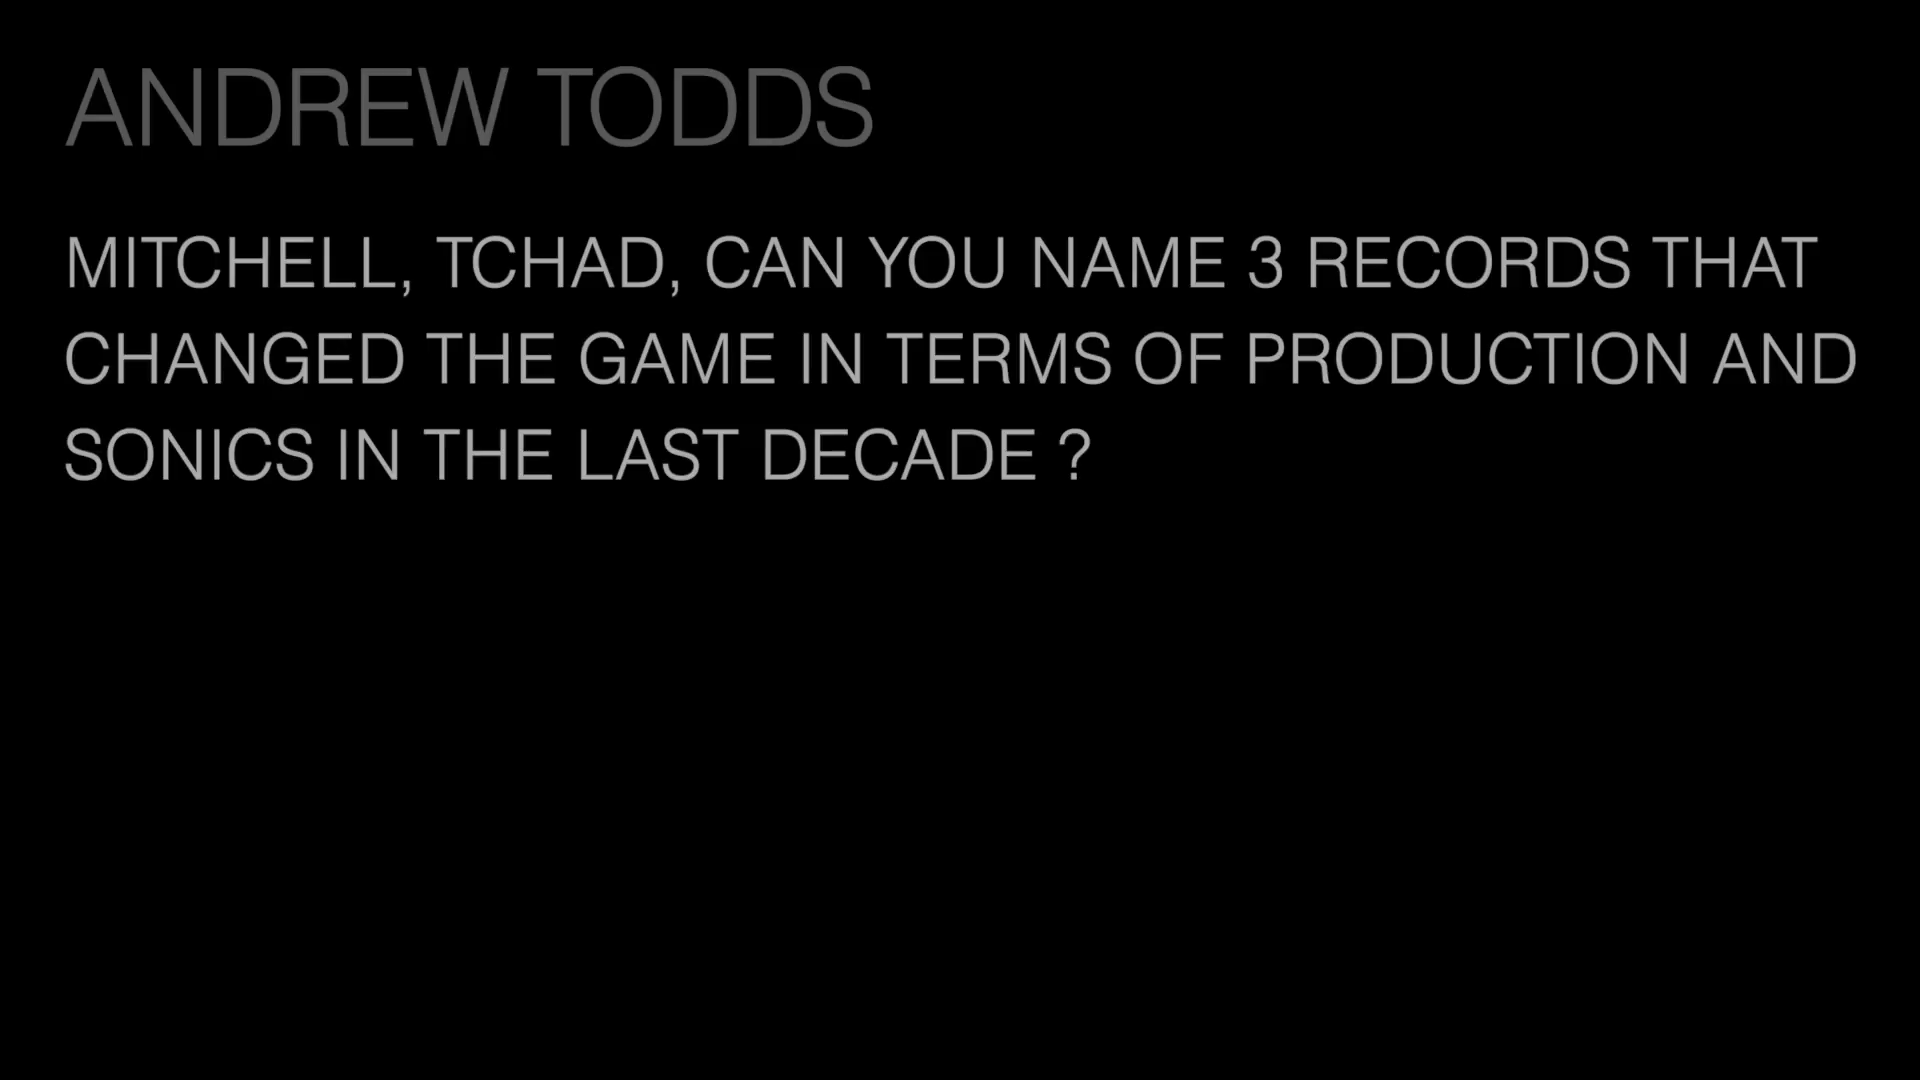 ANDREW TODDS
MITCHELL, TCHAD, CAN YOU NAME 3 RECORDS THAT
CHANGED THE GAME IN TERMS OF PRODUCTION AND
SONICS IN THE LAST DECADE ?